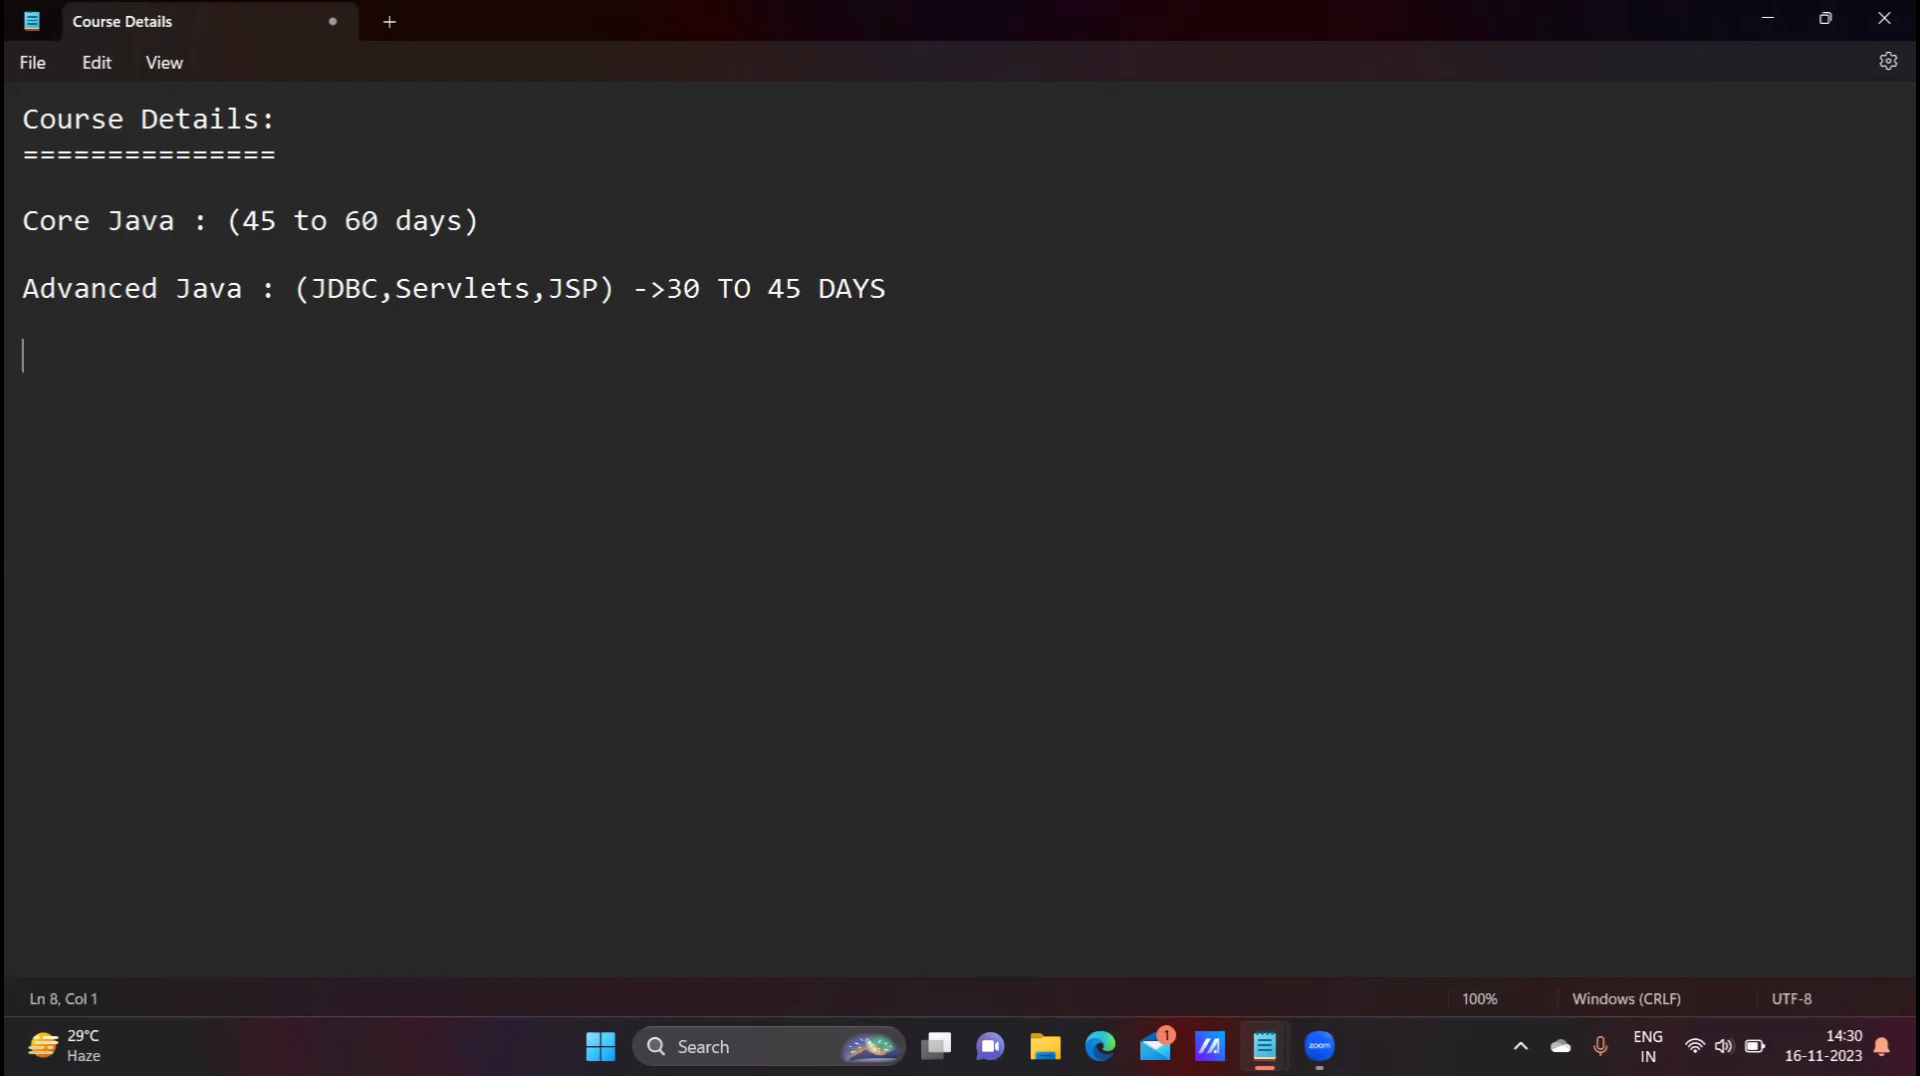 Course Details
File Edit View
Course Details:
===============
Core Java : (45 to 60 days)
Advanced Java : (JDBC,Servlets,JSP) ->30 TO 45 DAYS
Ln 8, Col 1 100% Windows (CRLF) UTF-8
29°C
Haze
Search
1
zoom
ENG
IN
14:30
16-11-2023